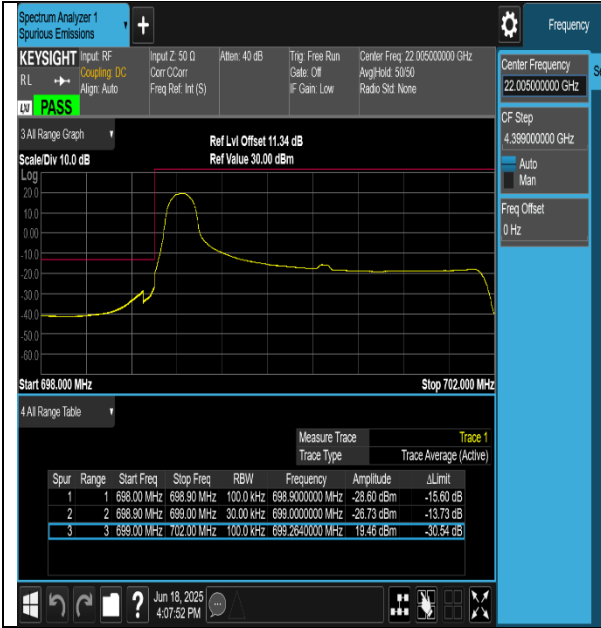 Spectrum Analyzer 1
Spurious Emissions
Frequency
KEYSIGHT Input: RF Input Z: 50 Ω Atten: 40 dB Trig: Free Run Center Freq: 22.005000000 GHz
RL Coupling: DC Corr CCorr Gate: Off Avg|Hold: 50/50
Align: Auto Freq Ref: Int (S) IF Gain: Low Radio Std: None
LXI PASS
Center Frequency
22.005000000 GHz
Se
CF Step
4.399000000 GHz
Auto
Man
Freq Offset
0 Hz
3 All Range Graph
Ref Lvl Offset 11.34 dB
Scale/Div 10.0 dB Ref Value 30.00 dBm
Log
20.0
10.0
0.00
-10.0
-20.0
-30.0
-40.0
-50.0
-60.0
Start 698.000 MHz Stop 702.000 MHz
4 All Range Table
Measure Trace Trace 1
Trace Type Trace Average (Active)
Spur Range Start Freq Stop Freq RBW Frequency Amplitude ΔLimit
1 1 698.00 MHz 698.90 MHz 100.0 kHz 698.9000000 MHz -28.60 dBm -15.60 dB
2 2 698.90 MHz 699.00 MHz 30.00 kHz 699.0000000 MHz -26.73 dBm -13.73 dB
3 3 699.00 MHz 702.00 MHz 100.0 kHz 699.2640000 MHz 19.46 dBm -30.54 dB
? Jun 18, 2025
4:07:52 PM